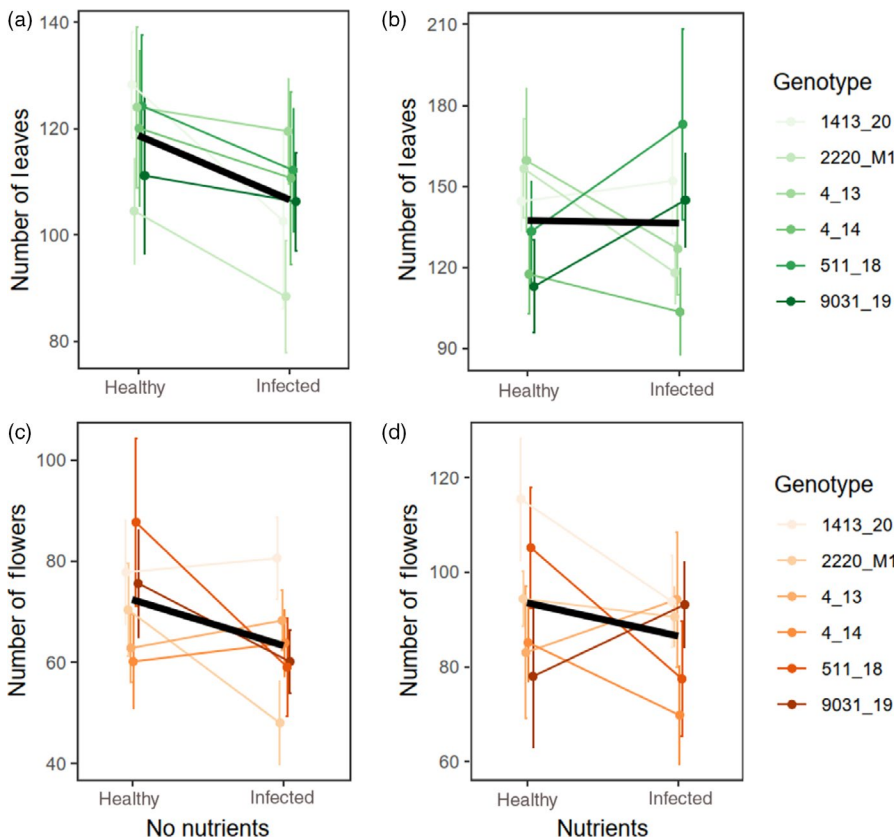 (a)
Number of leaves
140
120
100
80
Healthy
Infected
(b)
Number of leaves
210
180
150
120
90
Healthy
Infected
Genotype
1413_20
2220_M1
4_13
4_14
511_18
9031_19
(c)
Number of flowers
100
80
60
40
Healthy
Infected
No nutrients
(d)
Number of flowers
120
100
80
60
Healthy
Infected
Nutrients
Genotype
1413_20
2220_M1
4_13
4_14
511_18
9031_19